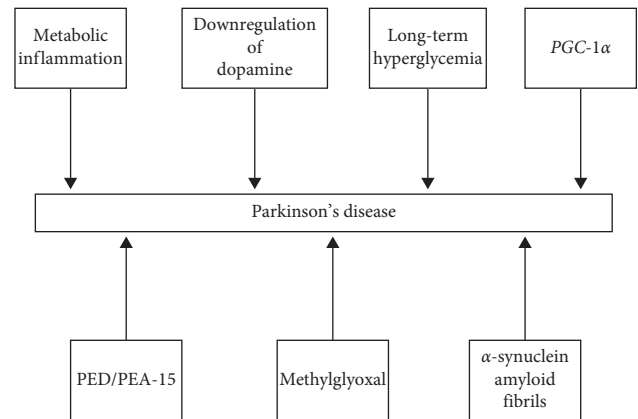 Metabolic
inflammation
Downregulation
of
dopamine
Long-term
hyperglycemia
PGC-1α
Parkinson's disease
PED/PEA-15
Methylglyoxal
α-synuclein
amyloid
fibrils